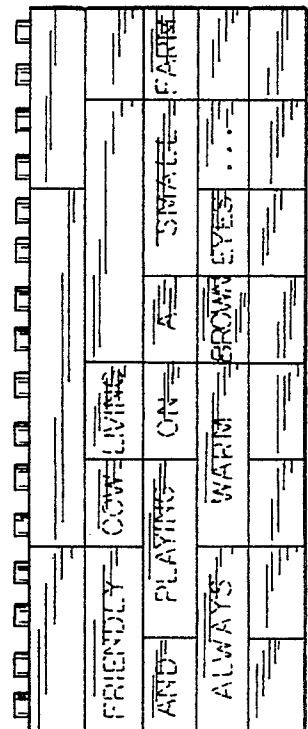 FRIENDLY COW LIVING
AND PLAYING ON A SMALL FARM
ALWAYS WARM BROWN EYES ...